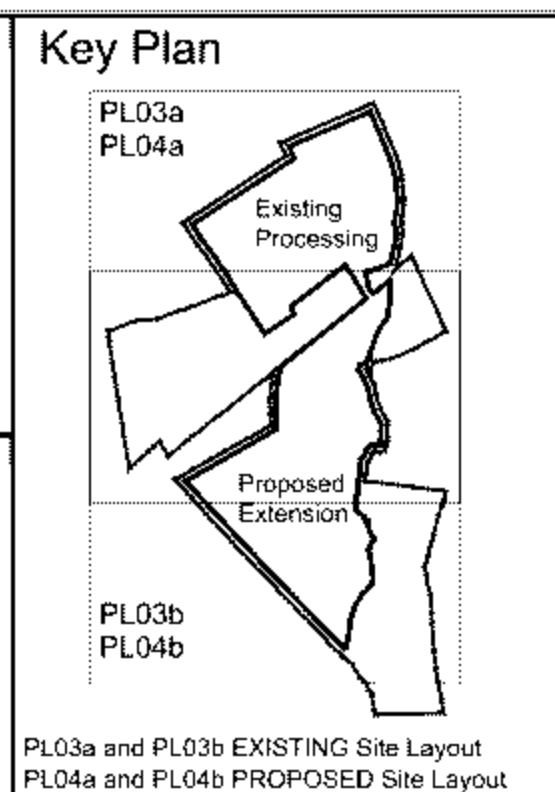 Key Plan
PL03a
PL04a
Existing
Processing
Proposed
Extension
PL03b
PL04b
PL03a and PL03b EXISTING Site Layout
PL04a and PL04b PROPOSED Site Layout